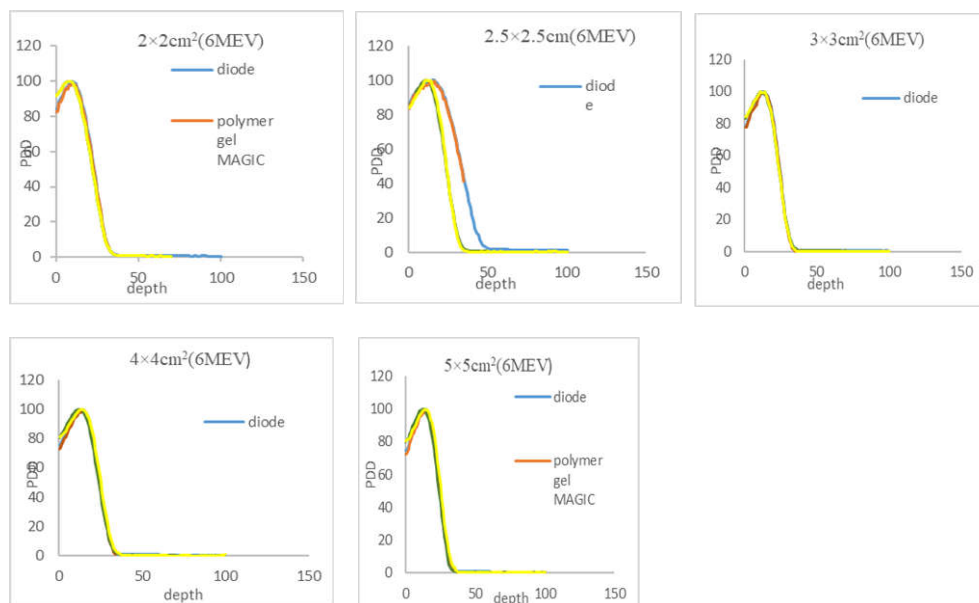 2×2cm²(6MEV)
120
100
80
60
40
20
0
PDD
0
50
100
150
depth
diode
polymer
gel
MAGIC
2.5×2.5cm(6MEV)
120
100
80
60
40
20
0
PDD
0
50
100
150
depth
diod
e
3×3cm²(6MEV)
120
100
80
60
40
20
0
PDD
0
50
100
150
depth
diode
4×4cm²(6MEV)
120
100
80
60
40
20
0
PDD
0
50
100
150
depth
diode
5×5cm²(6MEV)
120
100
80
60
40
20
0
PDD
0
50
100
150
depth
diode
polymer
gel
MAGIC